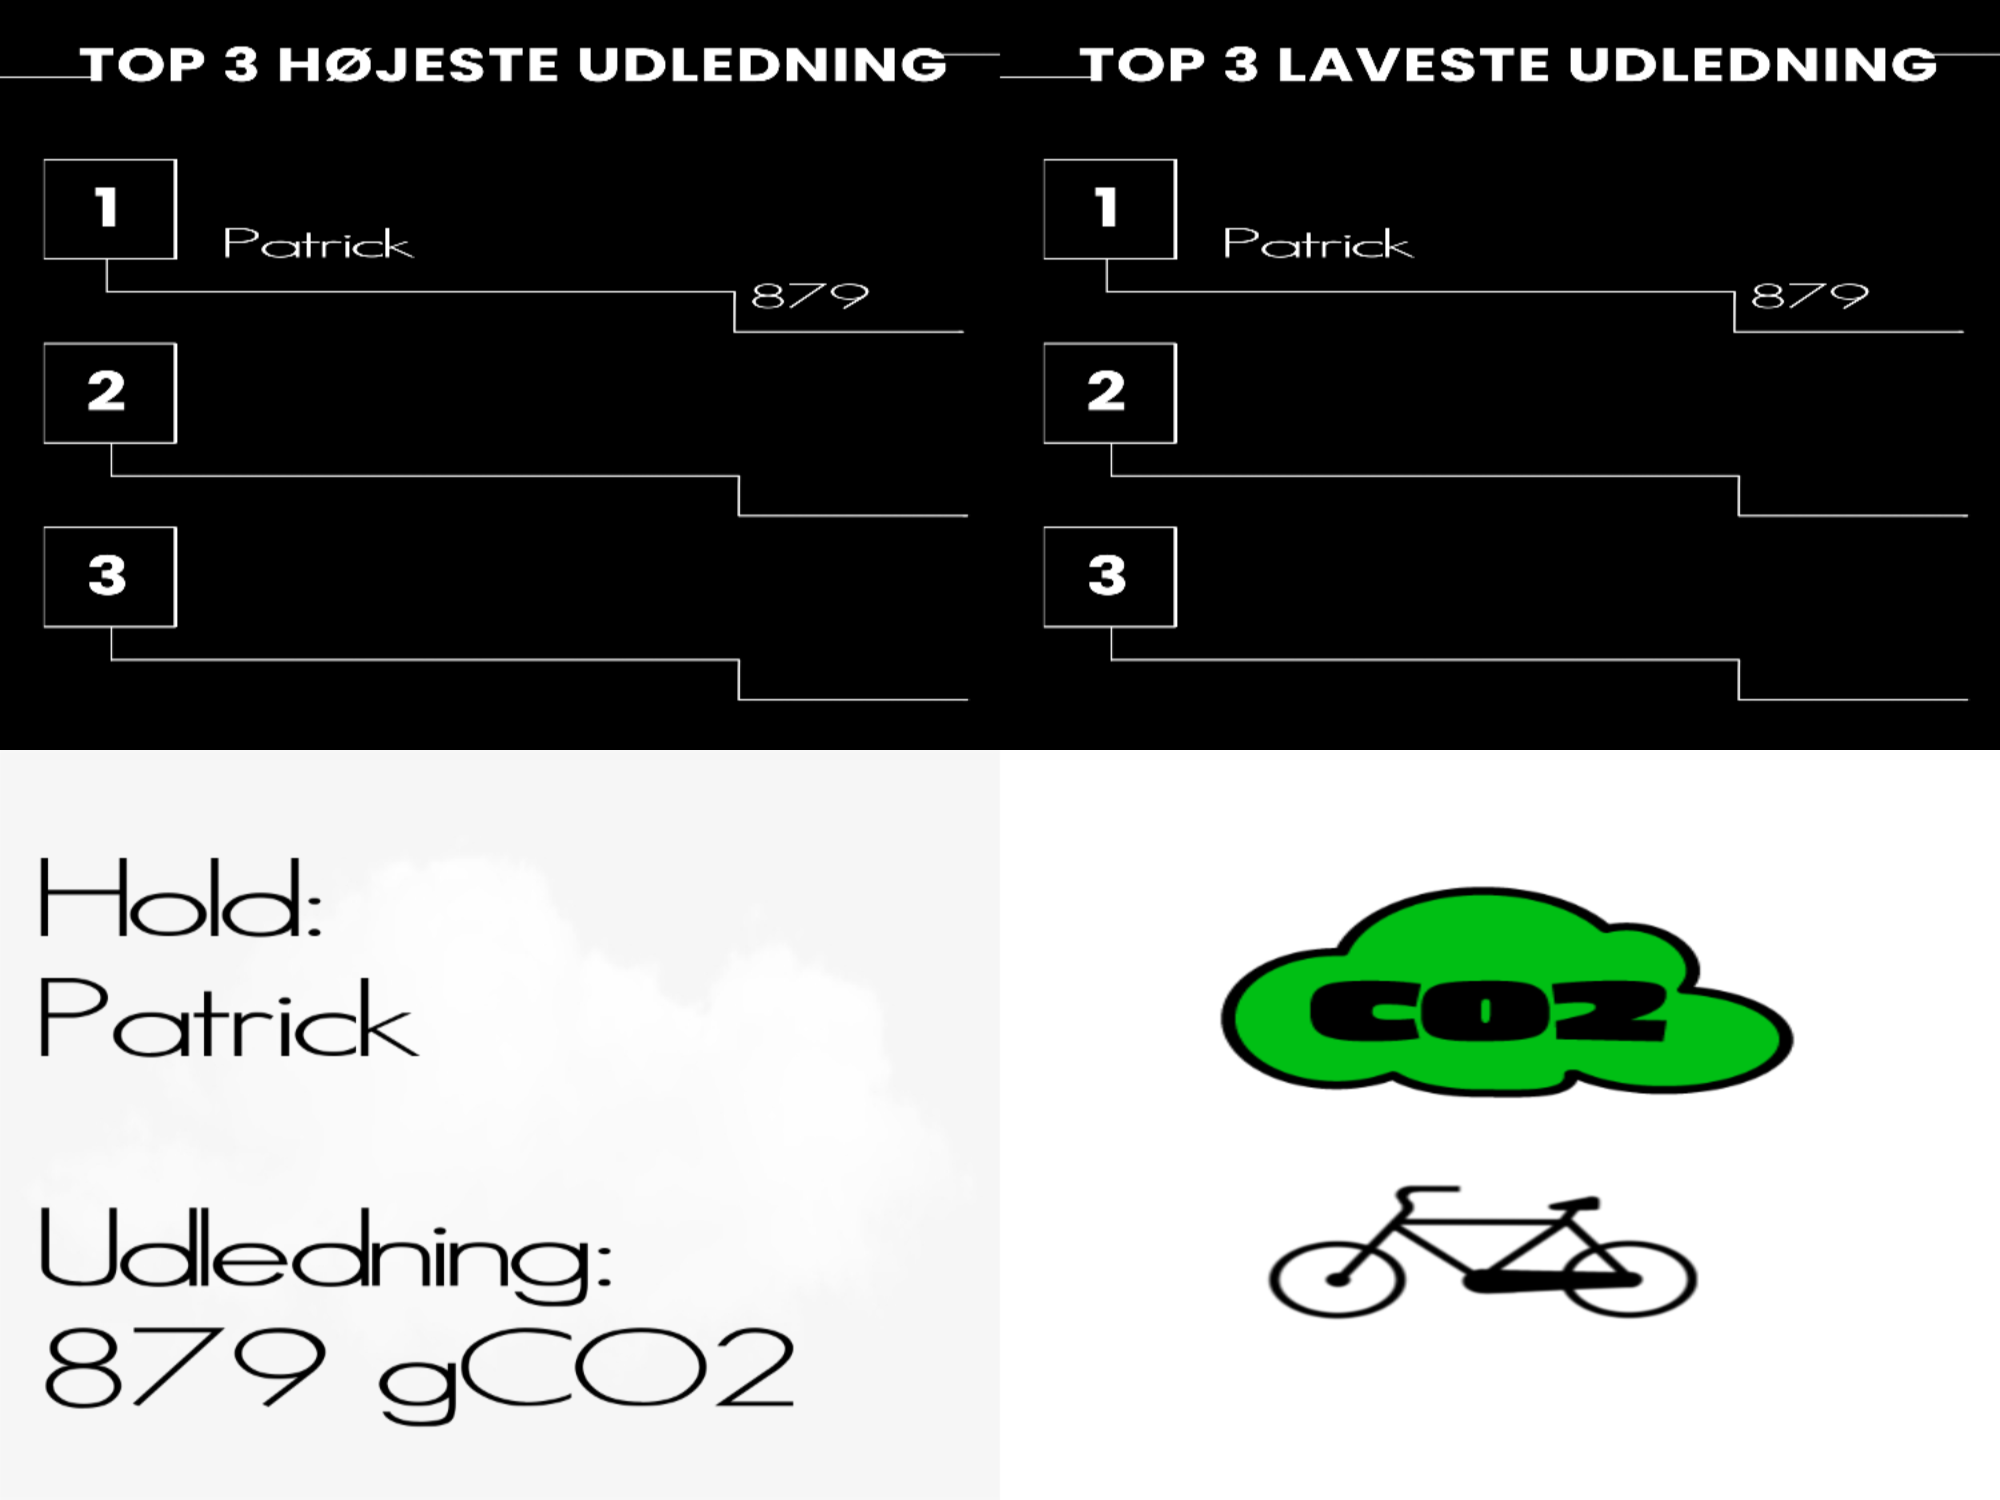 TOP 3 HØJESTE UDLEDNING
1
Patrick
879
2
3
TOP 3 LAVESTE UDLEDNING
1
Patrick
879
2
3
Hold:
Patrick
Udledning:
879 gCO2
CO2